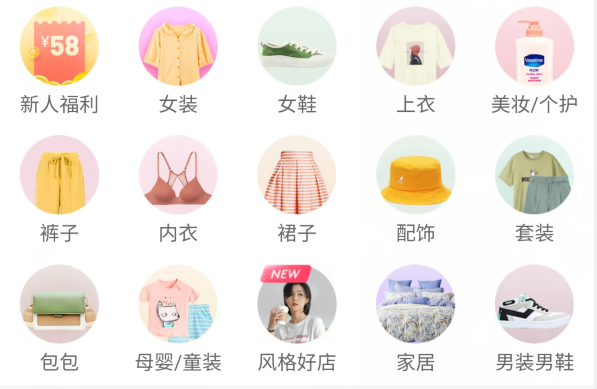 ¥58
新人福利
女装
女鞋
上衣
Vaseline
美妆/个护
裤子
内衣
裙子
配饰
套装
包包
母婴/童装
NEW
风格好店
家居
男装男鞋